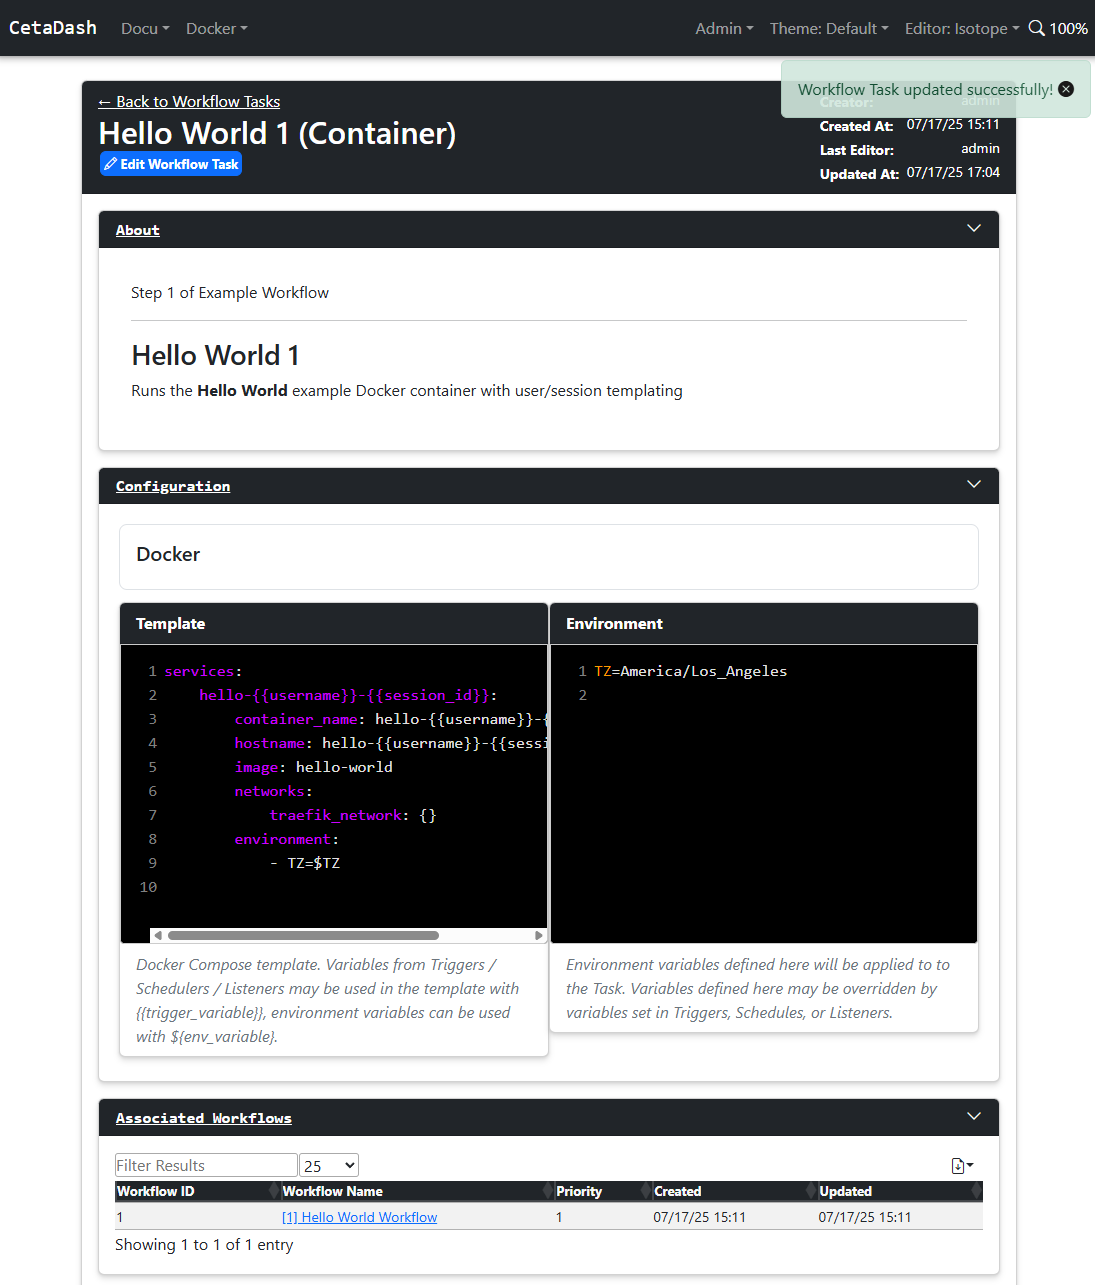 CetaDash Docu Docker Admin Theme: Default Editor: Isotope 100%
Workflow Task updated successfully!
← Back to Workflow Tasks
Hello World 1 (Container)
Edit Workflow Task
Creator: admin
Created At: 07/17/25 15:11
Last Editor: admin
Updated At: 07/17/25 17:04
About
Step 1 of Example Workflow
Hello World 1
Runs the Hello World example Docker container with user/session templating
Configuration
Docker
Template
1 services:
2 hello-{{username}}-{{session_id}}:
3 container_name: hello-{{username}}-{
4 hostname: hello-{{username}}-{{sessi
5 image: hello-world
6 networks:
7 traefik_network: {}
8 environment:
9 - TZ=$TZ
10
Docker Compose template. Variables from Triggers /
Schedulers / Listeners may be used in the template with
{{trigger_variable}}, environment variables can be used
with ${env_variable}.
Environment
1 TZ=America/Los_Angeles
2
Environment variables defined here will be applied to to
the Task. Variables defined here may be overridden by
variables set in Triggers, Schedules, or Listeners.
Associated Workflows
Filter Results 25
Workflow ID Workflow Name Priority Created Updated
1 [1] Hello World Workflow 1 07/17/25 15:11 07/17/25 15:11
Showing 1 to 1 of 1 entry